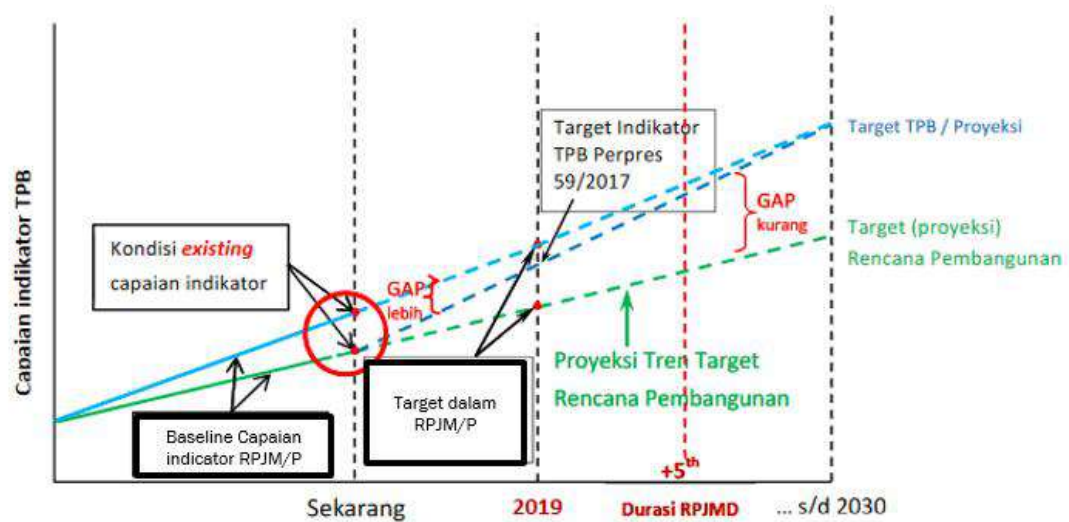 Capaian indikator TPB
Kondisi existing
capaian indikator
Baseline Capaian
indicator RPJM/P
GAP
lebih
Target dalam
RPJM/P
Target Indikator
TPB Perpres
59/2017
GAP
kurang
Target TPB / Proyeksi
Target (proyeksi)
Rencana Pembangunan
Proyeksi Tren Target
Rencana Pembangunan
+5th
Sekarang
2019
Durasi RPJMD
... s/d 2030